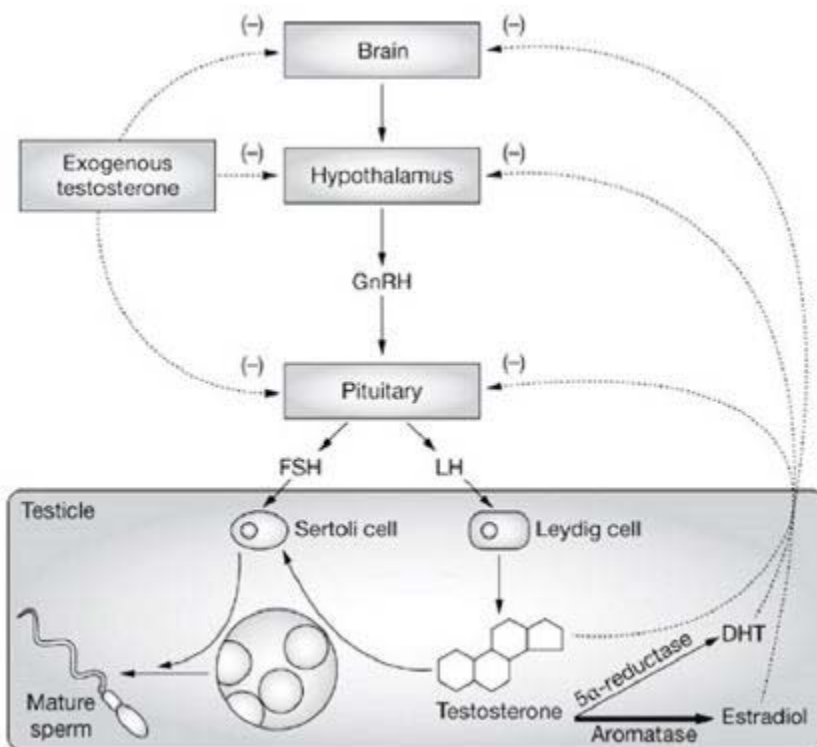 (-)
Brain
(-)
Exogenous
testosterone
(-)
Hypothalamus
(-)
GnRH
(-)
Pituitary
(-)
FSH
LH
Testicle
Sertoli cell
Leydig cell
Mature
sperm
Testosterone
5α-reductase
DHT
Aromatase
Estradiol